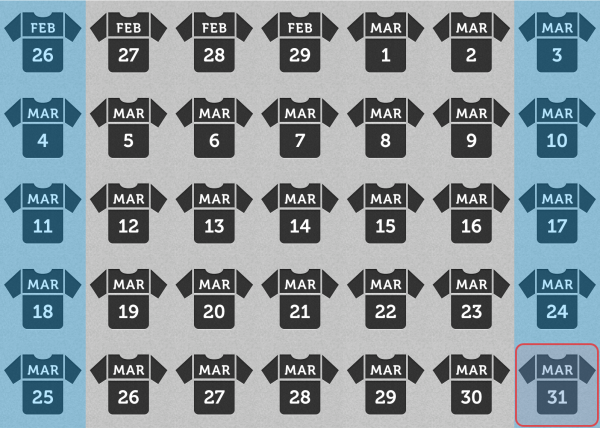 FEB FEB FEB FEB MAR MAR MAR
26 27 28 29 1 2 3
MAR MAR MAR MAR MAR MAR MAR
4 5 6 7 8 9 10
MAR MAR MAR MAR MAR MAR MAR
11 12 13 14 15 16 17
MAR MAR MAR MAR MAR MAR MAR
18 19 20 21 22 23 24
MAR MAR MAR MAR MAR MAR MAR
25 26 27 28 29 30 31